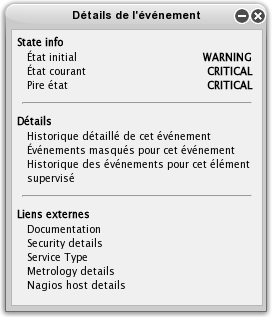 Détails de l'événement
State info
État initial WARNING
État courant CRITICAL
Pire état CRITICAL
Détails
Historique détaillé de cet événement
Événements masqués pour cet événement
Historique des événements pour cet élément
supervisé
Liens externes
Documentation
Security details
Service Type
Metrology details
Nagios host details